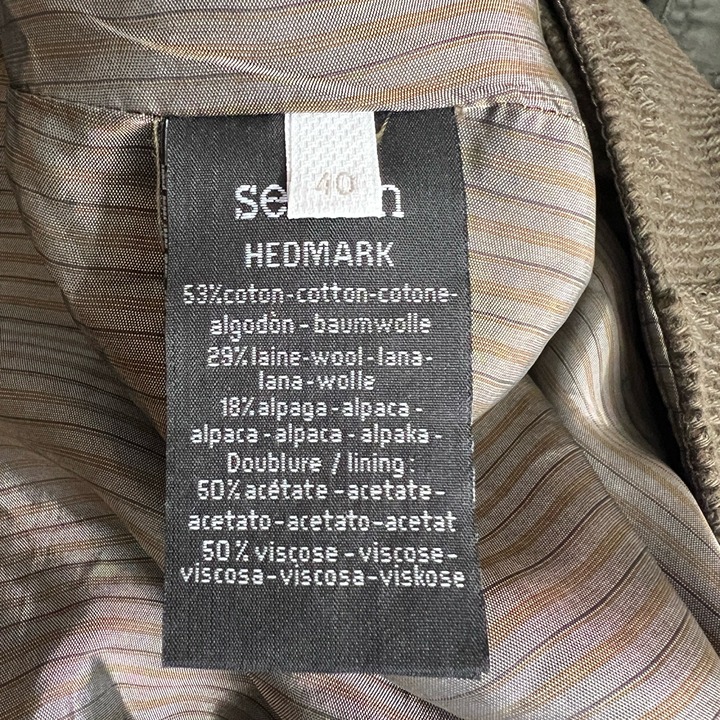 40
HEDMARK
53%coton-cotton-cotone-
algodòn-baumwolle
29%laine-wool-lana-
lana-wolle
18%alpaga-alpaca-
alpaca-alpaca-alpaka-
Doublure / lining:
50% acétate-acetate-
acetato-acetato-acetat
50% viscose-viscose-
viscosa-viscosa-viskose